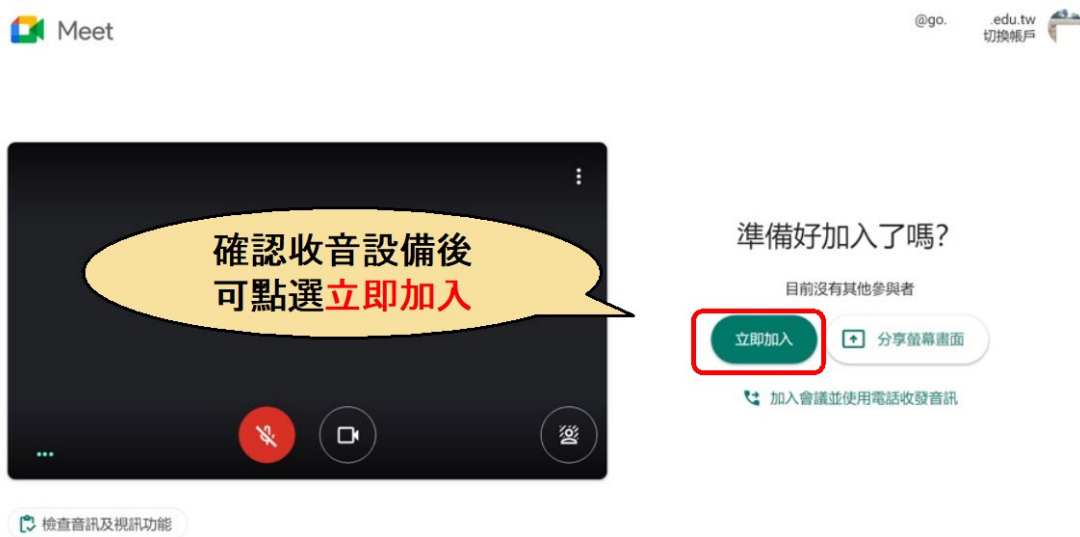 Meet
@go. .edu.tw
切換帳戶
確認收音設備後
可點選立即加入
準備好加入了嗎?
目前沒有其他參與者
立即加入
分享螢幕畫面
加入會議並使用電話收發音訊
檢查音訊及視訊功能